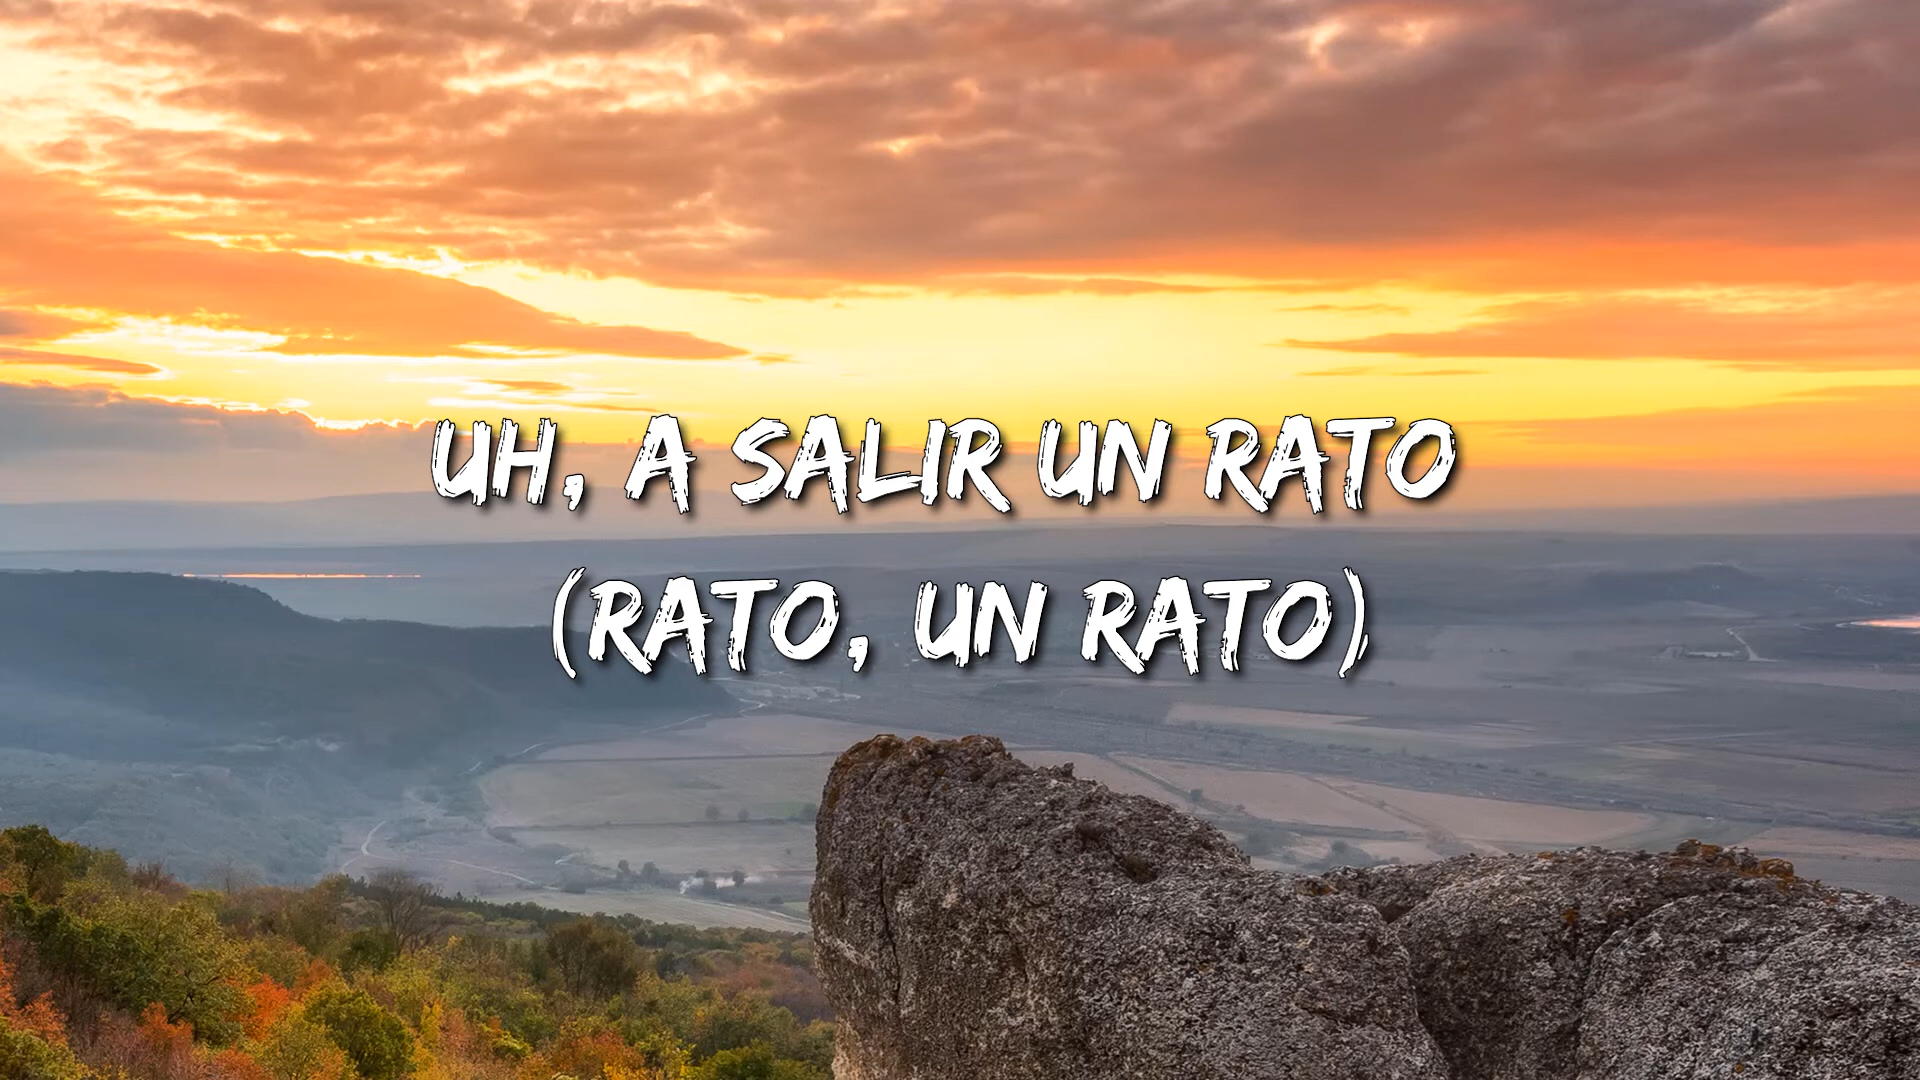 UH, A SALIR UN RATO
(RATO, UN RATO)